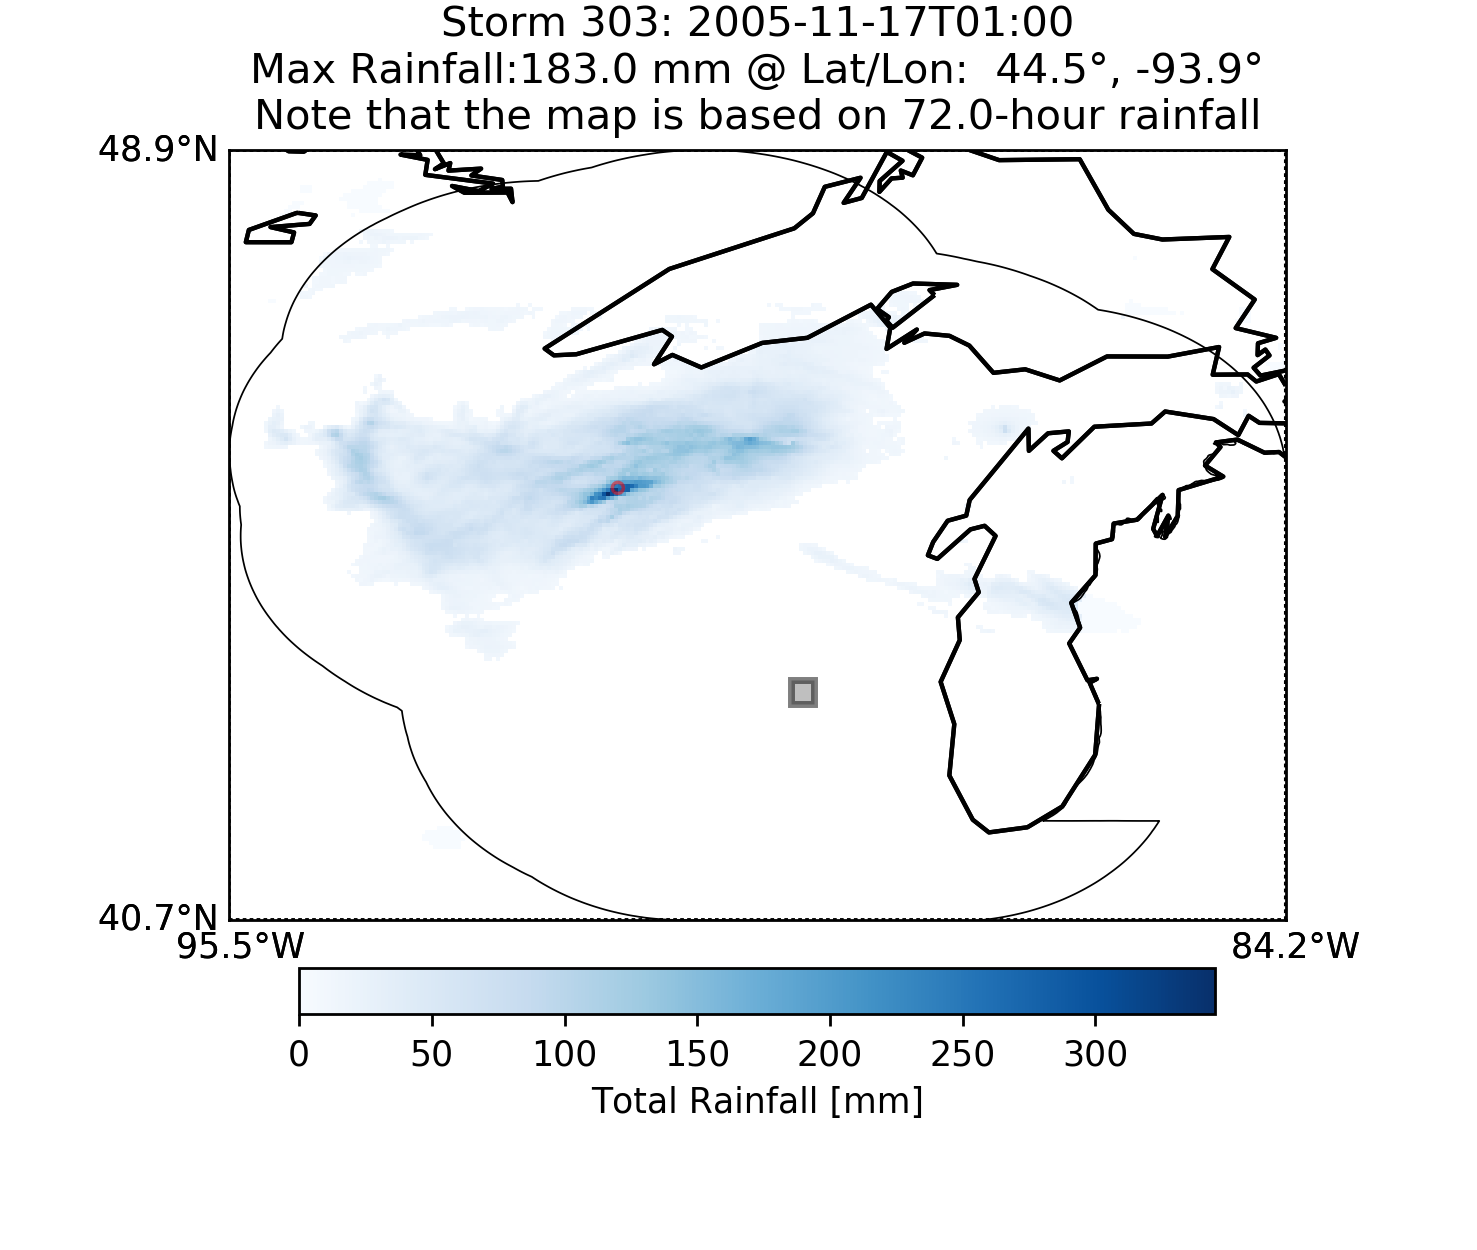 Storm 303: 2005-11-17T01:00
Max Rainfall:183.0 mm @ Lat/Lon:  44.5°, -93.9°
Note that the map is based on 72.0-hour rainfall
48.9°N
40.7°N
95.5°W 84.2°W
0 50 100 150 200 250 300
Total Rainfall [mm]